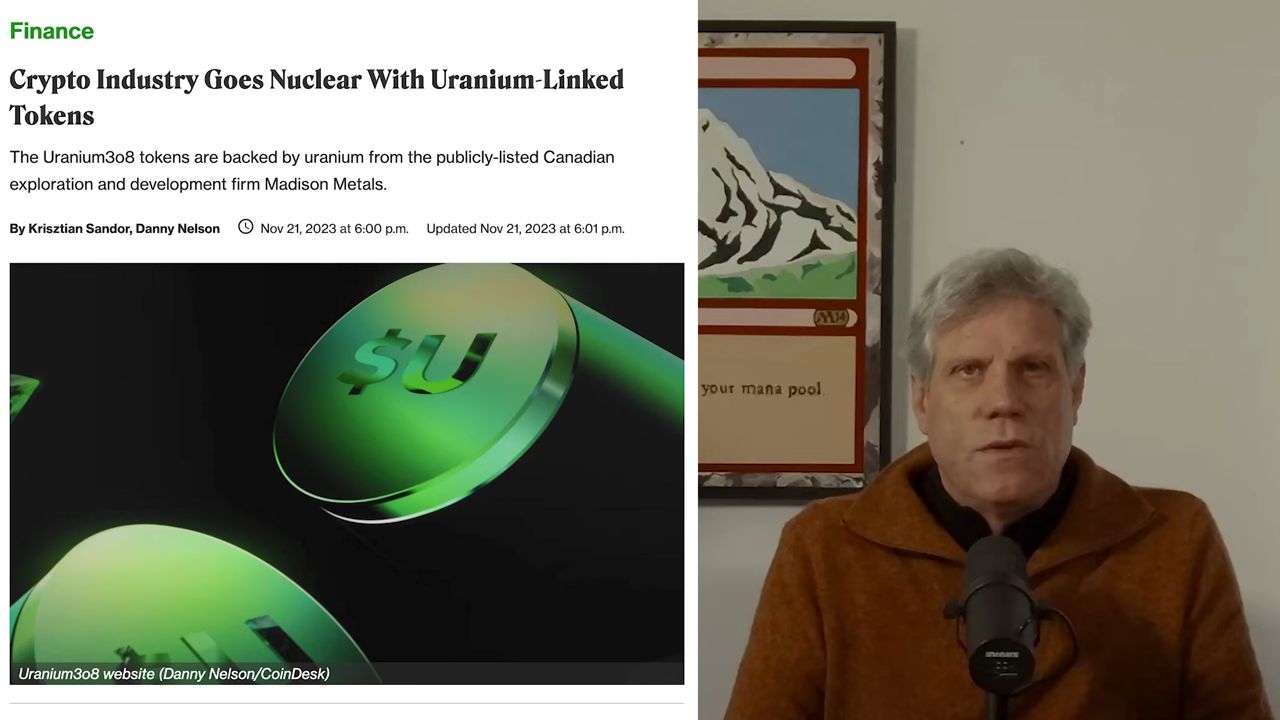 Finance
Crypto Industry Goes Nuclear With Uranium-Linked
Tokens
The Uranium3o8 tokens are backed by uranium from the publicly-listed Canadian
exploration and development firm Madison Metals.
By Krisztian Sandor, Danny Nelson Nov 21, 2023 at 6:00 p.m. Updated Nov 21, 2023 at 6:01 p.m.
$U
Uranium3o8 website (Danny Nelson/CoinDesk)
your mana pool.